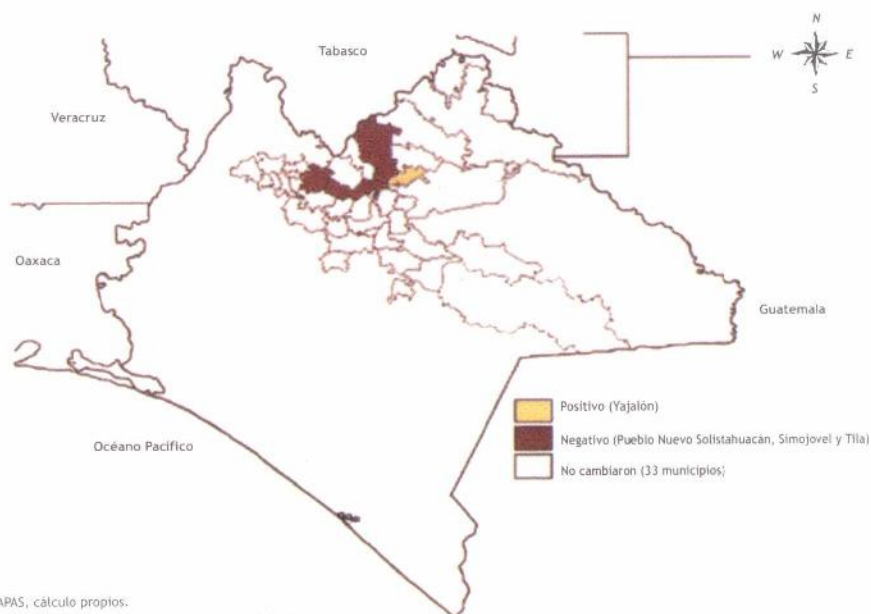 N
Tabasco
W E
S
Veracruz
Oaxaca
Guatemala
Positivo (Yajalón)
Océano Pacífico
Negativo (Pueblo Nuevo Solistahuacán, Simojovel y Tila)
No cambiaron (33 municipios)
APAS, cálculo propios.